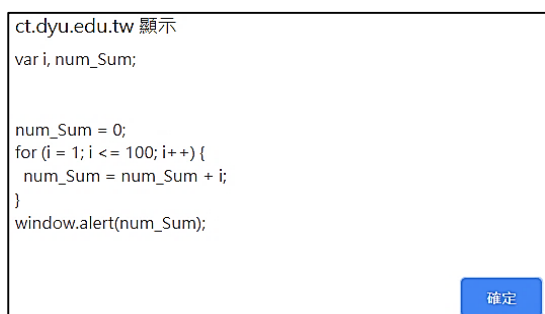 ct.dyu.edu.tw 顯示
var i, num_Sum;
num_Sum = 0;
for (i = 1; i <= 100; i++) {
  num_Sum = num_Sum + i;
}
window.alert(num_Sum);
確定